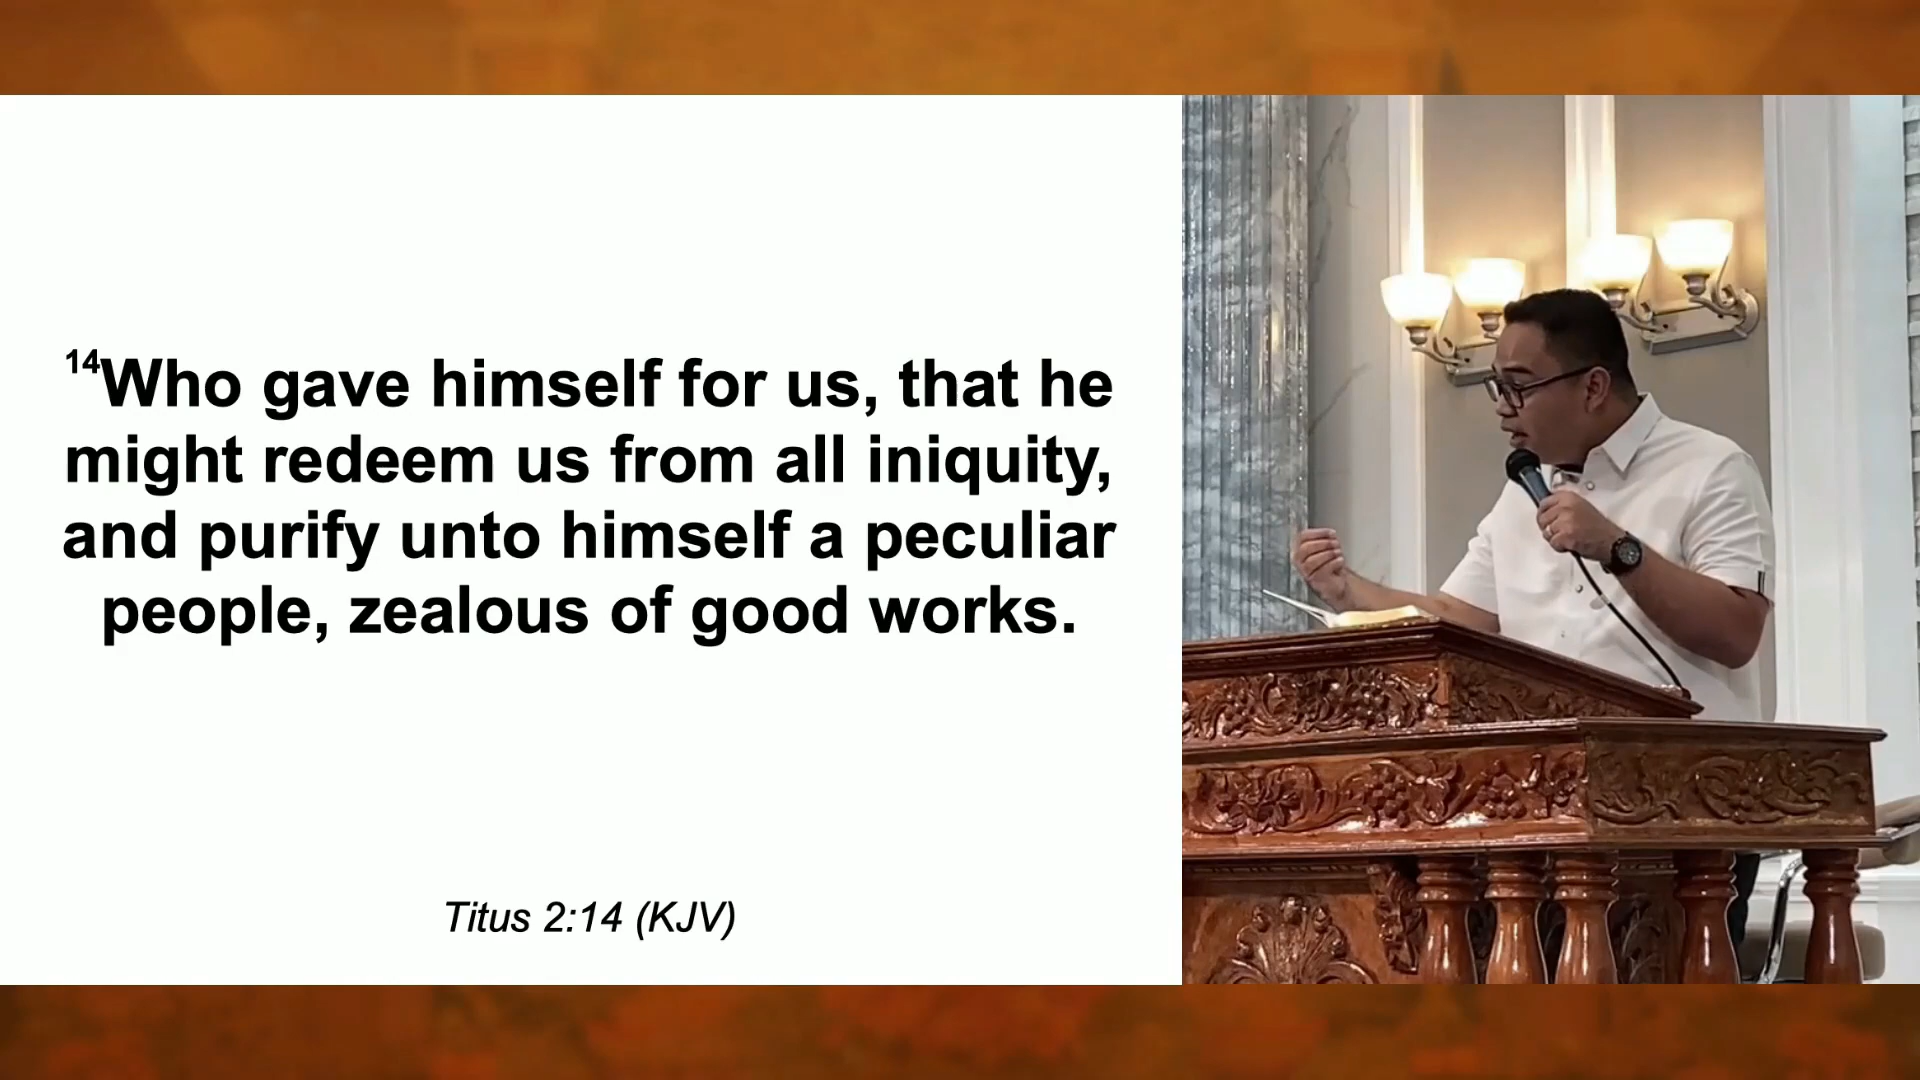 14Who gave himself for us, that he
might redeem us from all iniquity,
and purify unto himself a peculiar
people, zealous of good works.
Titus 2:14 (KJV)